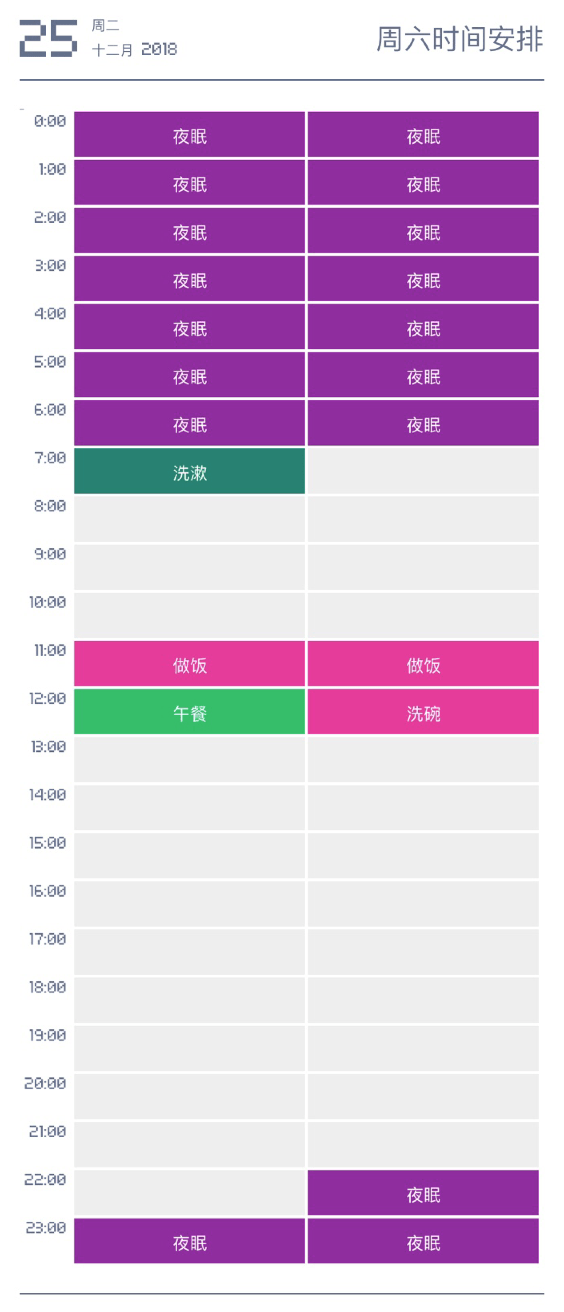 25
周二
十二月 2018
周六时间安排
0:00 夜眠 夜眠
1:00 夜眠 夜眠
2:00 夜眠 夜眠
3:00 夜眠 夜眠
4:00 夜眠 夜眠
5:00 夜眠 夜眠
6:00 夜眠 夜眠
7:00 洗漱
8:00
9:00
10:00
11:00 做饭 做饭
12:00 午餐 洗碗
13:00
14:00
15:00
16:00
17:00
18:00
19:00
20:00
21:00
22:00 夜眠
23:00 夜眠 夜眠